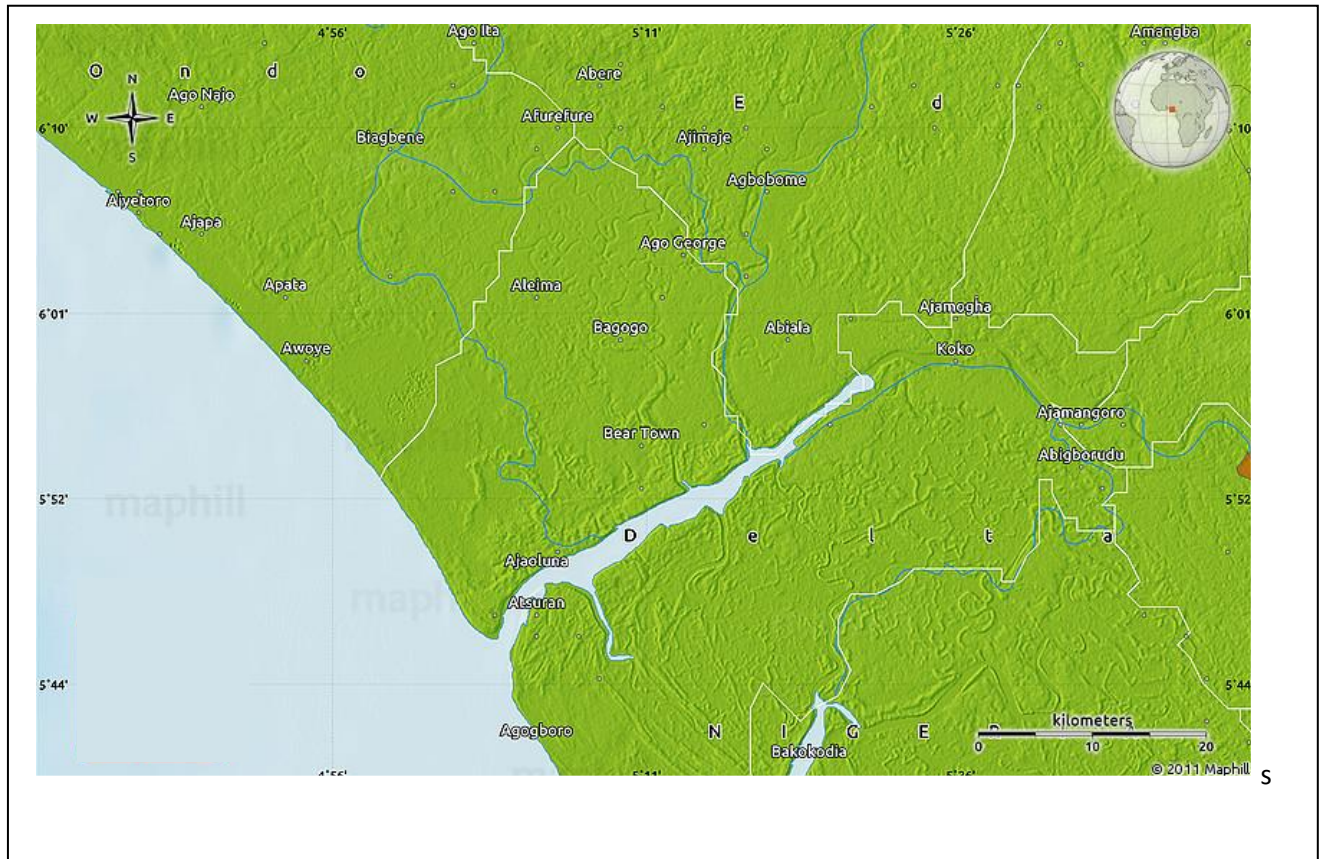 4°56' 5°11' 5°26'
Ago Ita Amangba
O n d o
N
Abere
Ago Najo E d
W E Afurefure
6°10' Biagbene Ajimaje 10
S
Agbobome
Aiyetoro
Ajapa
Ago George
Apata Aleima
Ajamogha
6°01' Bagogo Abiala 6°01
Awoye Koko
Ajamangoro
Bear Town
Abigborudu
5°52' maphill 5°52
D e l t a
Ajaoluna
Atsuran
5°44' 5°44
kilometers
Agogboro N I G E R
0 10 20
Bakokodia
4°56' 5°11' 5°26'
© 2011 Maphill S